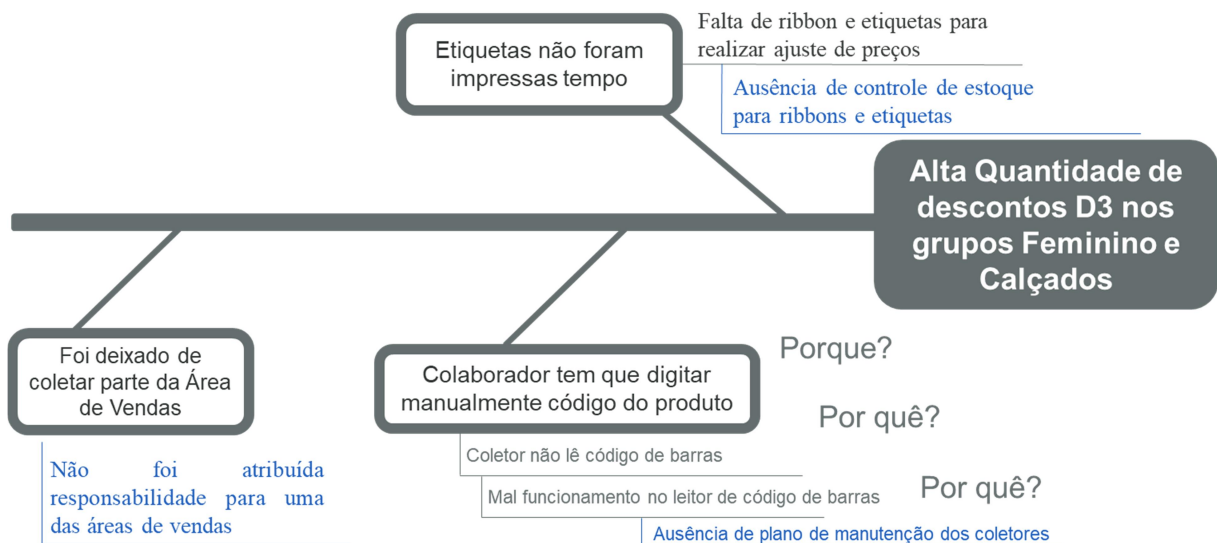 Etiquetas não foram
impressas tempo
Falta de ribbon e etiquetas para
realizar ajuste de preços
Ausência de controle de estoque
para ribbons e etiquetas
Alta Quantidade de
descontos D3 nos
grupos Feminino e
Calçados
Foi deixado de
coletar parte da Área
de Vendas
Não foi atribuída
responsabilidade para uma
das áreas de vendas
Colaborador tem que digitar
manualmente código do produto
Porque?
Coletor não lê código de barras
Por quê?
Mal funcionamento no leitor de código de barras
Por quê?
Ausência de plano de manutenção dos coletores